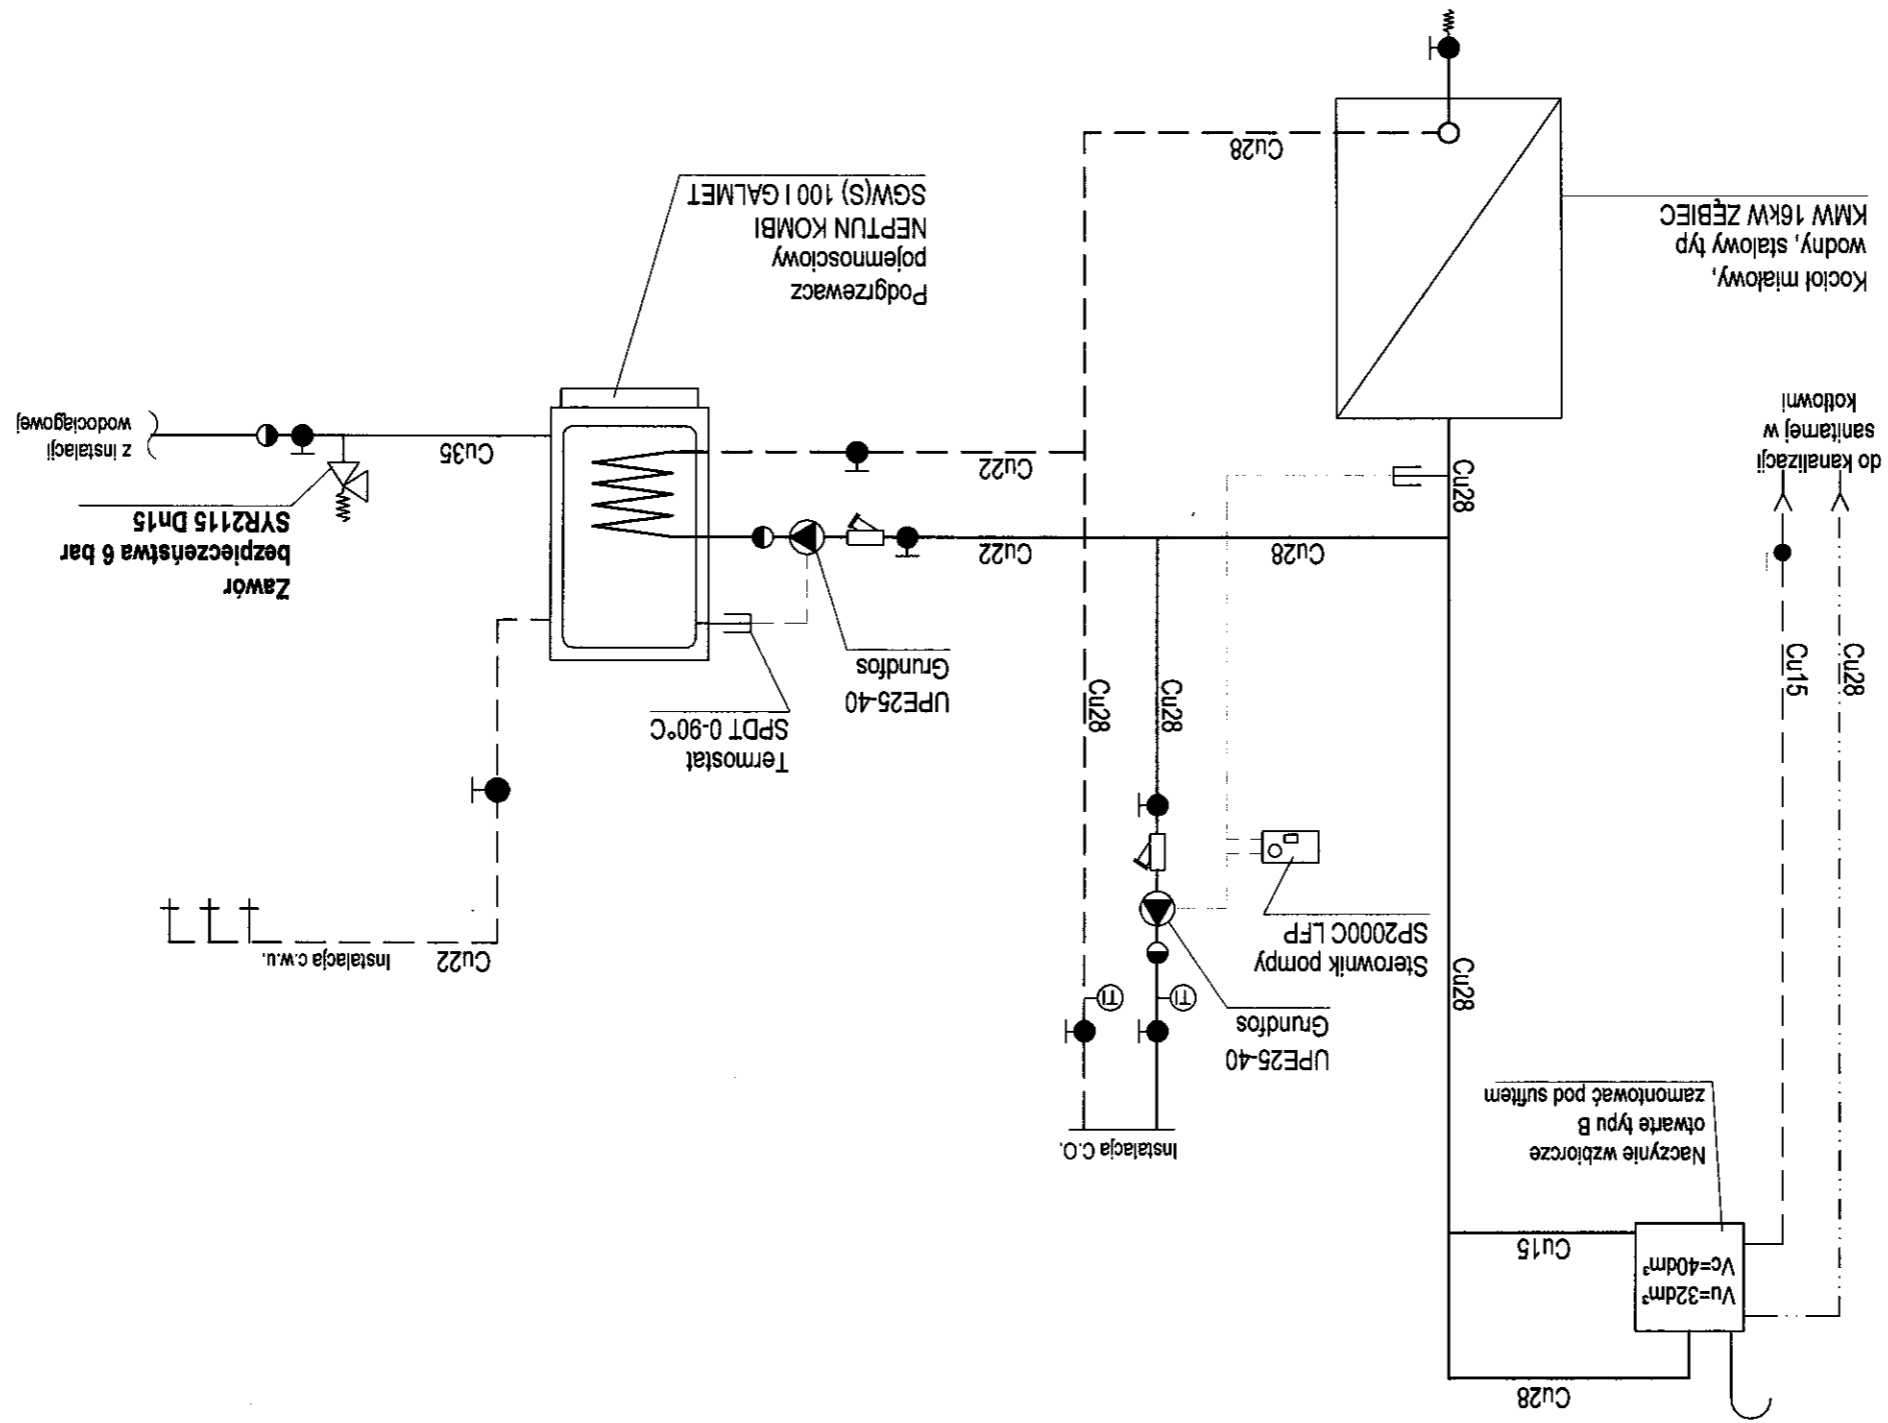 Cu28
Vu=32dm³
Vc=40dm³
Cu15
Naczynie wzbiorcze
otwarte typu B
zamontować pod sufitem
Instalacja C.O.
UPE25-40
Grundfos
TI
TI
Cu28
Sterownik pompy
SP2000C LFP
Cu22
Instalacja c.w.u.
Termostat
SPDT 0-90°C
Cu28
Cu15
Cu28
Cu28
UPE25-40
Grundfos
Zawór
bezpieczeństwa 6 bar
SYR2115 Dn15
Cu28
Cu22
Cu28
do kanalizacji
sanitarnej w
kotłowni
Cu22
Cu35
z instalacji
wodociągowej
Kocioł miałowy,
wodny, stalowy typ
KMW 16kW ZĘBIEC
Podgrzewacz
pojemnosciowy
NEPTUN KOMBI
SGW(S) 100 l GALMET
Cu28